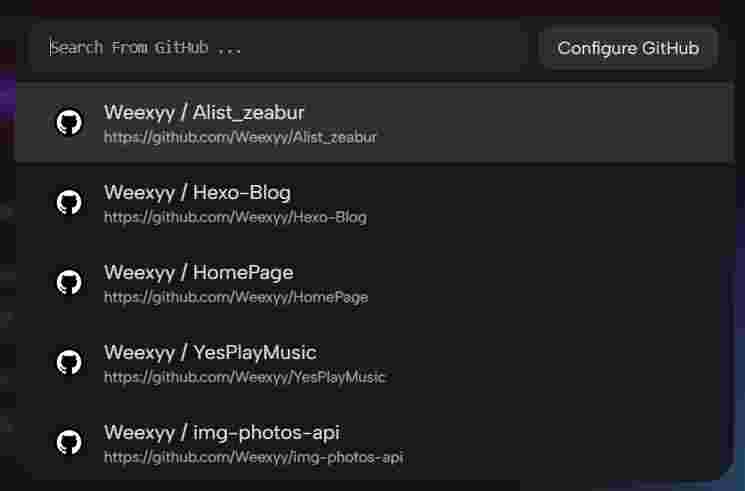 Search From GitHub ...
Configure GitHub
Weexyy / Alist_zeabur
https://github.com/Weexyy/Alist_zeabur
Weexyy / Hexo-Blog
https://github.com/Weexyy/Hexo-Blog
Weexyy / HomePage
https://github.com/Weexyy/HomePage
Weexyy / YesPlayMusic
https://github.com/Weexyy/YesPlayMusic
Weexyy / img-photos-api
https://github.com/Weexyy/img-photos-api